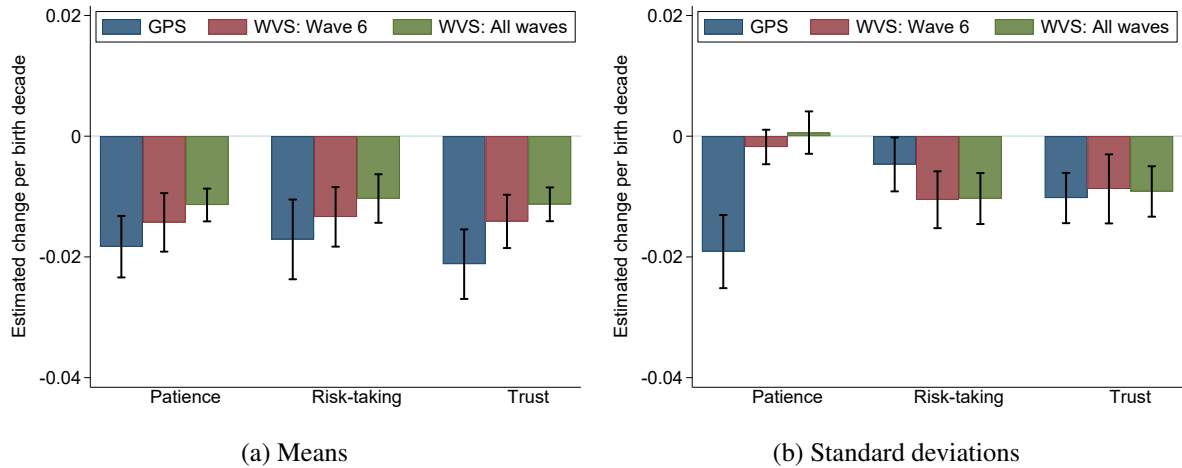 GPS WVS: Wave 6 WVS: All waves
Estimated change per birth decade
0.02
0
-0.02
-0.04
Patience Risk-taking Trust
(a) Means
GPS WVS: Wave 6 WVS: All waves
Estimated change per birth decade
0.02
0
-0.02
-0.04
Patience Risk-taking Trust
(b) Standard deviations